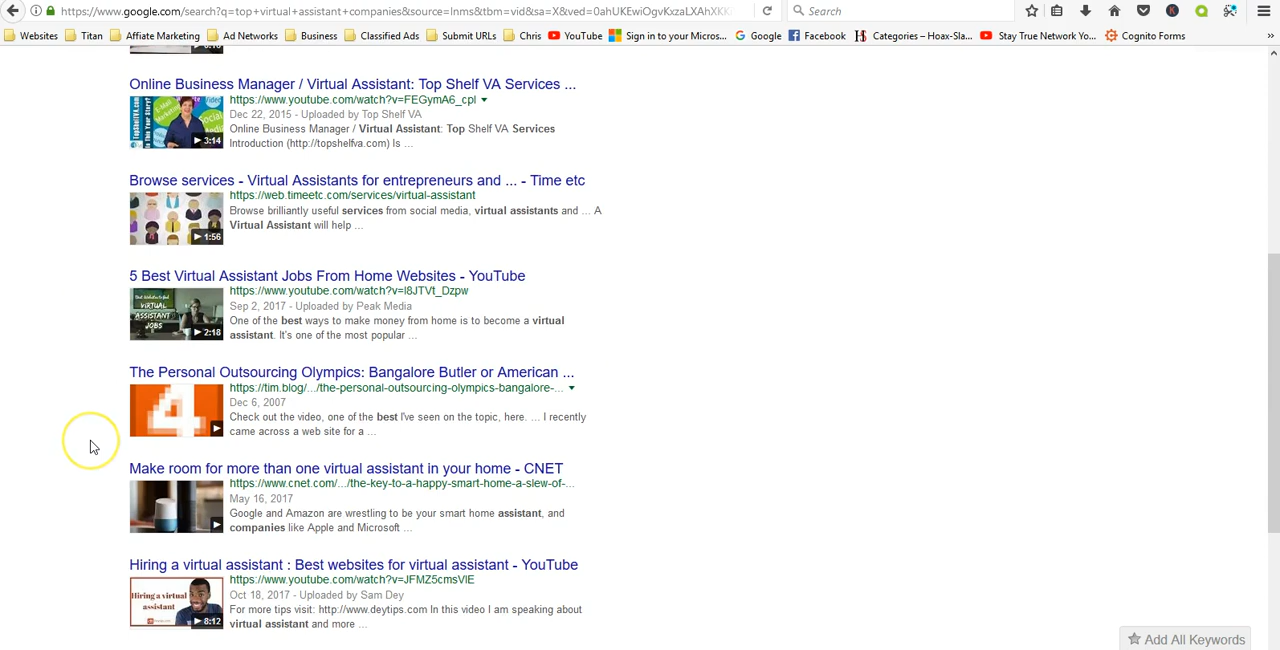 https://www.google.com/search?q=top+virtual+assistant+companies&source=lnms&tbm=vid&sa=X&ved=0ahUKEwiOgvKxzaLXAhXKK
Search
Websites
Titan
Affiate Marketing
Ad Networks
Business
Classified Ads
Submit URLs
Chris
YouTube
Sign in to your Micros...
Google
Facebook
Categories – Hoax-Sla...
Stay True Network Yo...
Cognito Forms
»
Online Business Manager / Virtual Assistant: Top Shelf VA Services ...
https://www.youtube.com/watch?v=FEGymA6_cpI
Dec 22, 2015 - Uploaded by Top Shelf VA
Online Business Manager / Virtual Assistant: Top Shelf VA Services
Introduction (http://topshelfva.com) Is ...
3:14
Browse services - Virtual Assistants for entrepreneurs and ... - Time etc
https://web.timeetc.com/services/virtual-assistant
Browse brilliantly useful services from social media, virtual assistants and ... A
Virtual Assistant will help ...
1:56
5 Best Virtual Assistant Jobs From Home Websites - YouTube
https://www.youtube.com/watch?v=l8JTVt_Dzpw
Sep 2, 2017 - Uploaded by Peak Media
One of the best ways to make money from home is to become a virtual
assistant. It's one of the most popular ...
VIRTUAL
ASSISTANT
JOBS
2:18
The Personal Outsourcing Olympics: Bangalore Butler or American ...
https://tim.blog/.../the-personal-outsourcing-olympics-bangalore-...
Dec 6, 2007
Check out the video, one of the best I've seen on the topic, here. ... I recently
came across a web site for a ...
4
Make room for more than one virtual assistant in your home - CNET
https://www.cnet.com/.../the-key-to-a-happy-smart-home-a-slew-of-...
May 16, 2017
Google and Amazon are wrestling to be your smart home assistant, and
companies like Apple and Microsoft ...
Hiring a virtual assistant : Best websites for virtual assistant - YouTube
https://www.youtube.com/watch?v=JFMZ5cmsVlE
Oct 18, 2017 - Uploaded by Sam Dey
For more tips visit: http://www.deytips.com In this video I am speaking about
virtual assistant and more ...
Hiring a virtual
assistant
8:12
Add All Keywords